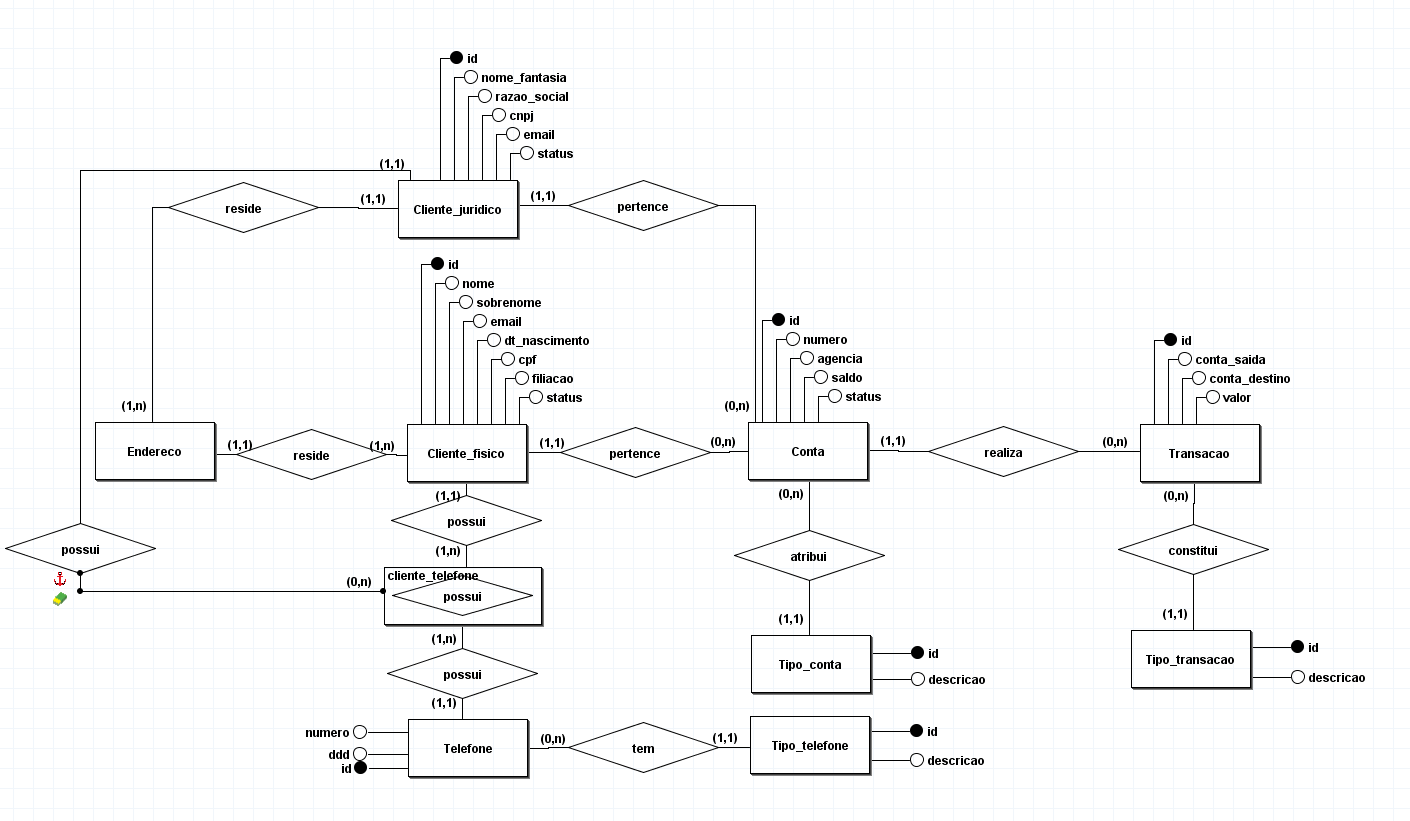 id
nome_fantasia
razao_social
cnpj
email
status
(1,1)
reside
(1,1)
Cliente_juridico
(1,1)
pertence
id
nome
sobrenome
email
dt_nascimento
cpf
filiacao
status
id
numero
agencia
saldo
status
id
conta_saida
conta_destino
valor
(1,n)
(0,n)
Endereco
(1,1)
reside
(1,n)
Cliente_fisico
(1,1)
pertence
(0,n)
Conta
(1,1)
realiza
(0,n)
Transacao
(1,1)
possui
(1,n)
(0,n)
atribui
(1,1)
(0,n)
constitui
(1,1)
possui
(0,n)
cliente_telefone
possui
(1,n)
possui
(1,1)
Tipo_conta
id
descricao
Tipo_transacao
id
descricao
numero
ddd
id
Telefone
(0,n)
tem
(1,1)
Tipo_telefone
id
descricao